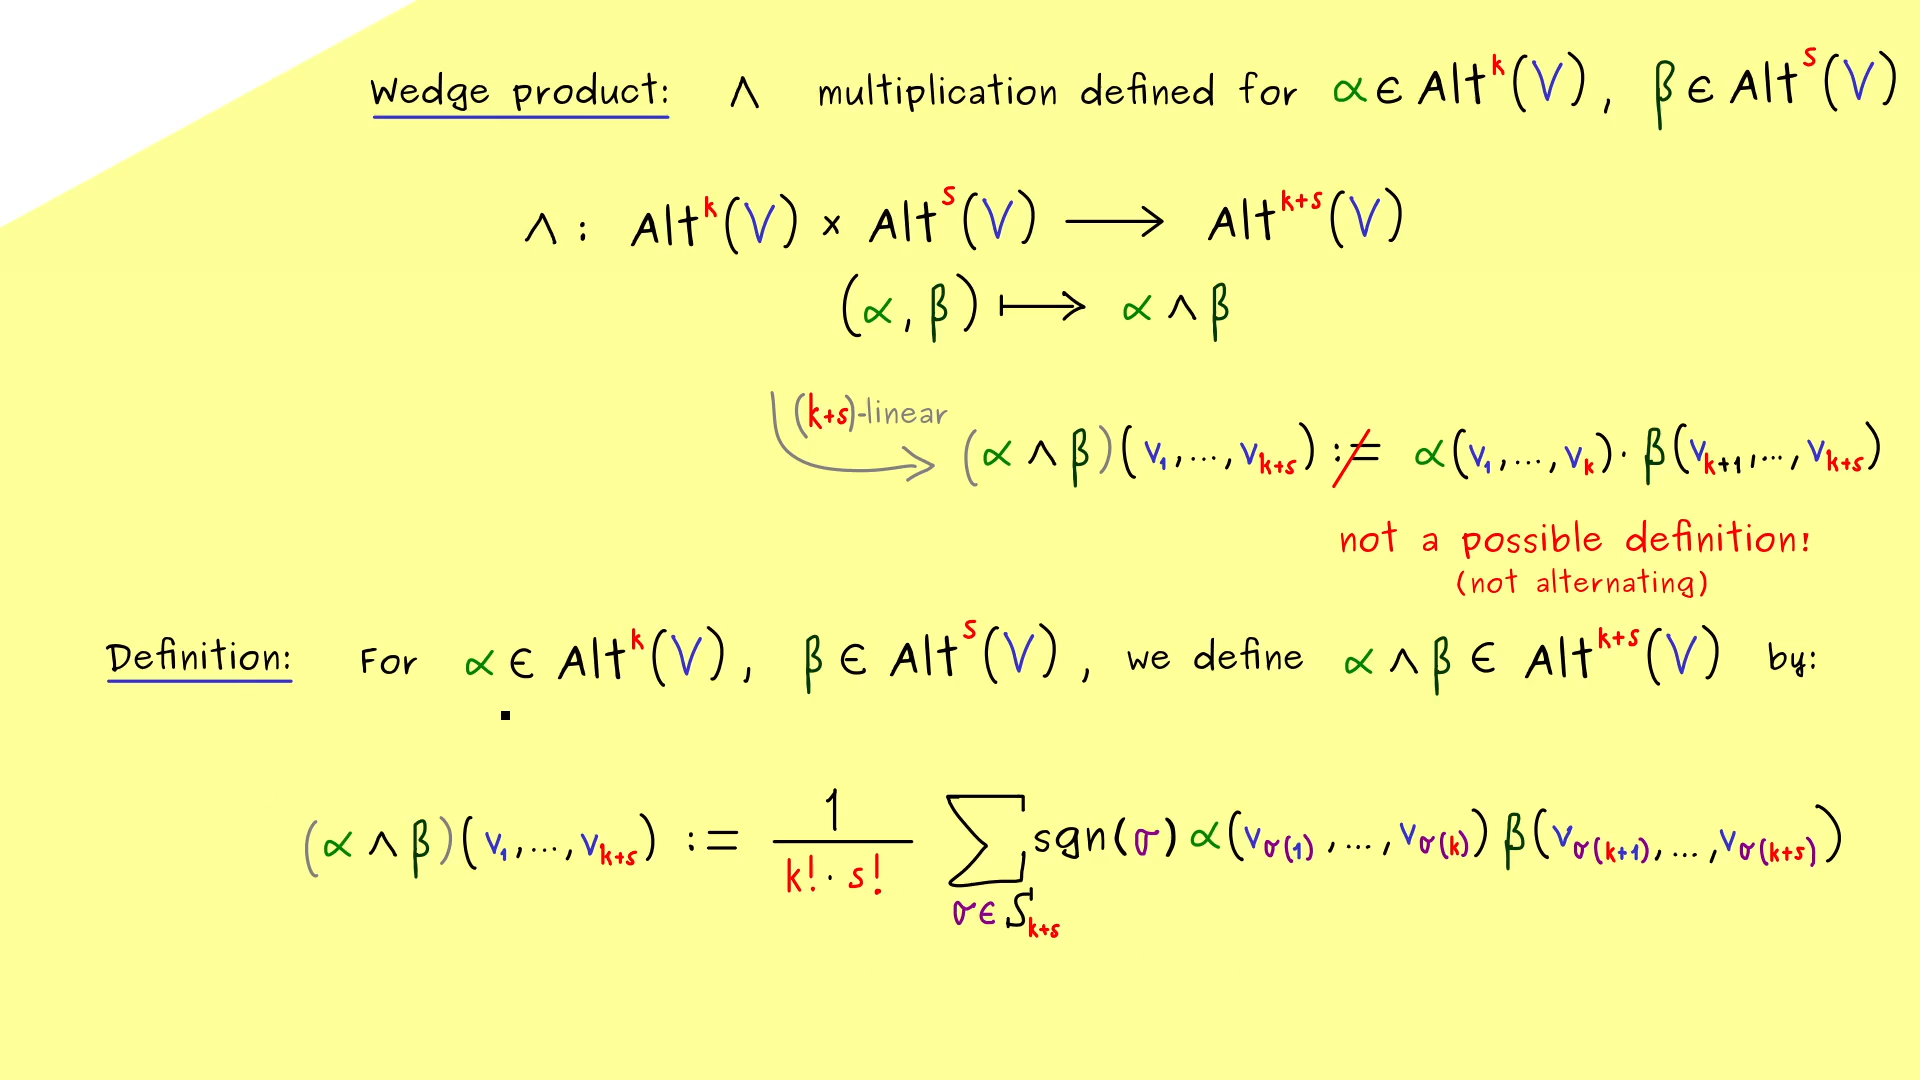 Wedge product: ∧ multiplication defined for α ∈ Alt^k(V), β ∈ Alt^s(V)
∧ : Alt^k(V) × Alt^s(V) ⟶ Alt^{k+s}(V)
(α, β) ⟼ α ∧ β
(k+s)-linear
(α ∧ β)(v_1, ..., v_{k+s}) :≠ α(v_1, ..., v_k) · β(v_{k+1}, ..., v_{k+s})
not a possible definition!
(not alternating)
Definition: For α ∈ Alt^k(V), β ∈ Alt^s(V), we define α ∧ β ∈ Alt^{k+s}(V) by:
(α ∧ β)(v_1, ..., v_{k+s}) := 1/(k! · s!) ∑_{σ ∈ S_{k+s}} sgn(σ) α(v_{σ(1)}, ..., v_{σ(k)}) β(v_{σ(k+1)}, ..., v_{σ(k+s)})